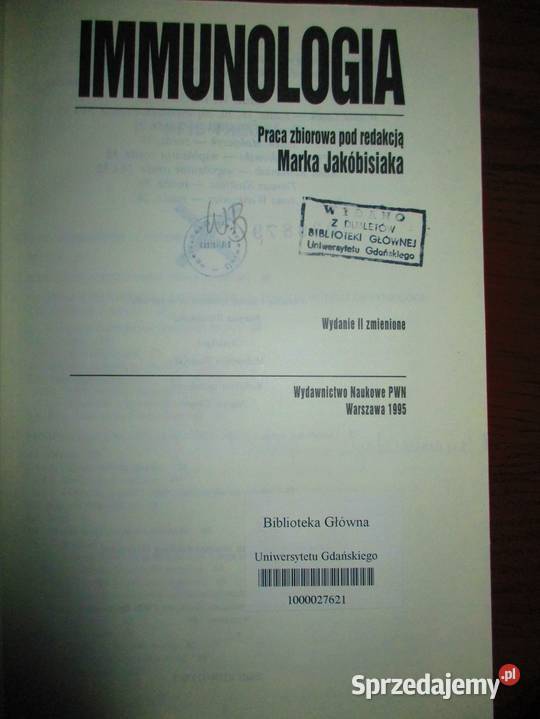 IMMUNOLOGIA
Praca zbiorowa pod redakcją
Marka Jakóbisiaka
WB
WYDANO
Z DUBLETÓW
BIBLIOTEKI GŁÓWNEJ
Uniwersytetu Gdańskiego
Wydanie II zmienione
Wydawnictwo Naukowe PWN
Warszawa 1995
Biblioteka Główna
Uniwersytetu Gdańskiego
1000027621
Sprzedajemy.pl